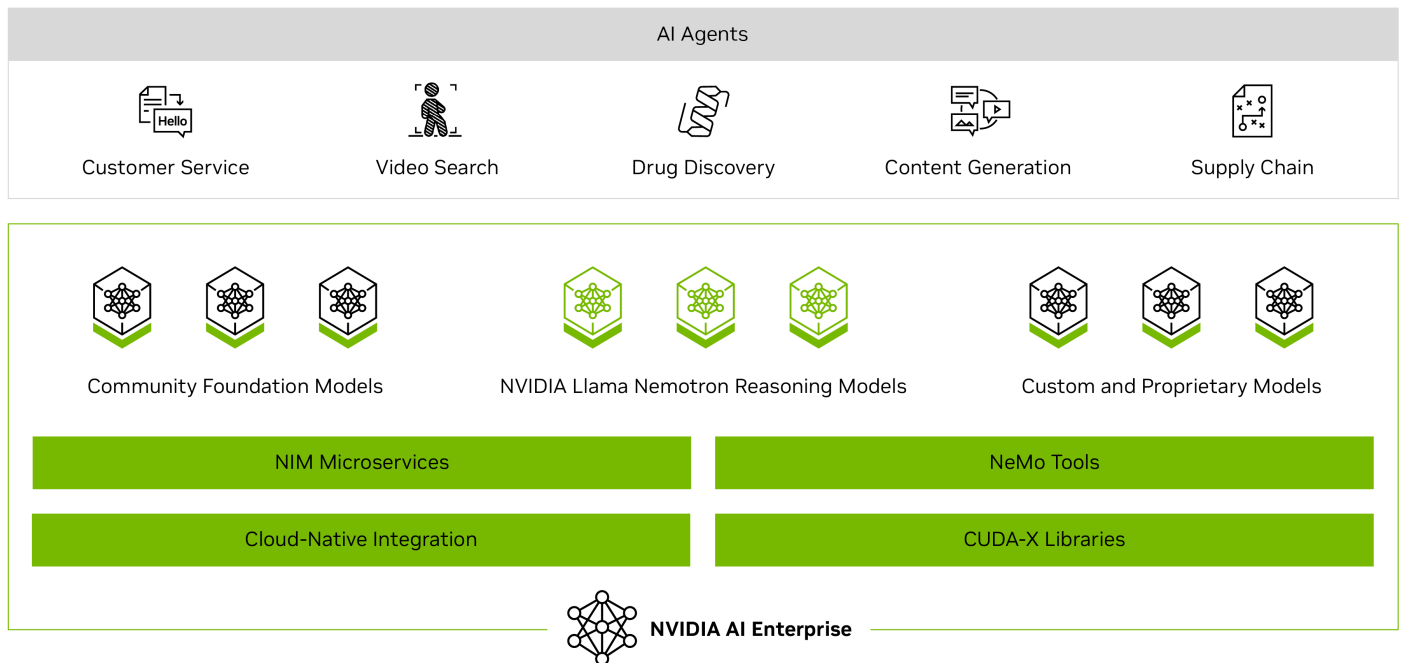 AI Agents
Hello
Customer Service
Video Search
Drug Discovery
Content Generation
Supply Chain
Community Foundation Models
NVIDIA Llama Nemotron Reasoning Models
Custom and Proprietary Models
NIM Microservices
NeMo Tools
Cloud-Native Integration
CUDA-X Libraries
NVIDIA AI Enterprise